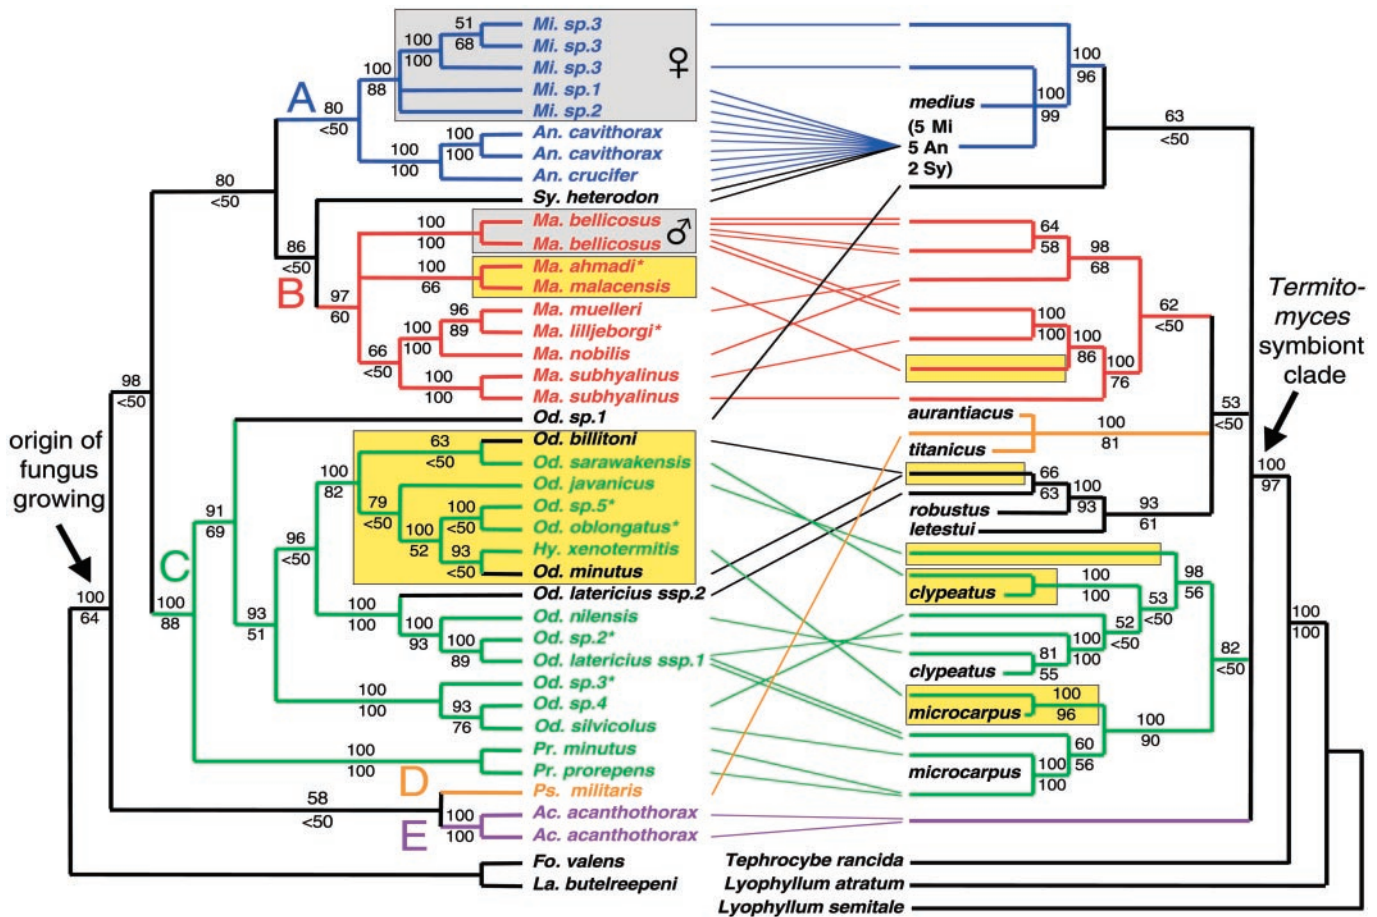 51
Mi. sp.3
100
68
Mi. sp.3
♀
100
100
Mi. sp.3
A
80
88
Mi. sp.1
<50
Mi. sp.2
100
An. cavithorax
100
100
An. cavithorax
100
An. crucifer
80
<50
Sy. heterodon
86
<50
100
Ma. bellicosus
100
Ma. bellicosus
♂
B
100
Ma. ahmadi*
66
Ma. malacensis
97
60
96
Ma. muelleri
100
89
Ma. lilljeborgi*
66
100
Ma. nobilis
<50
100
Ma. subhyalinus
100
Ma. subhyalinus
98
<50
Od. sp.1
origin of
fungus
growing
63
Od. billitoni
<50
Od. sarawakensis
100
82
79
Od. javanicus
<50
100
Od. sp.5*
100
<50
Od. oblongatus*
52
93
Hy. xenotermitis
<50
Od. minutus
91
69
96
<50
C
Od. latericius ssp.2
100
100
100
Od. nilensis
93
100
Od. sp.2*
89
Od. latericius ssp.1
93
51
100
64
100
88
100
Od. sp.3*
100
93
Od. sp.4
76
Od. silvicolus
100
Pr. minutus
100
Pr. prorepens
D
Ps. militaris
58
<50
E
100
Ac. acanthothorax
100
Ac. acanthothorax
Fo. valens
La. butelreepeni
100
96
medius
100
99
(5 Mi
5 An
2 Sy)
63
<50
64
58
98
68
100
100
100
86
100
76
62
<50
Termito-
myces
symbiont
clade
aurantiacus
100
titanicus
81
53
<50
66
63
100
93
robustus
letestui
93
61
100
97
clypeatus
100
100
53
<50
98
56
52
<50
100
100
81
55
clypeatus
100
microcarpus
96
100
90
60
56
microcarpus
100
100
82
<50
100
100
Tephrocybe rancida
Lyophyllum atratum
Lyophyllum semitale